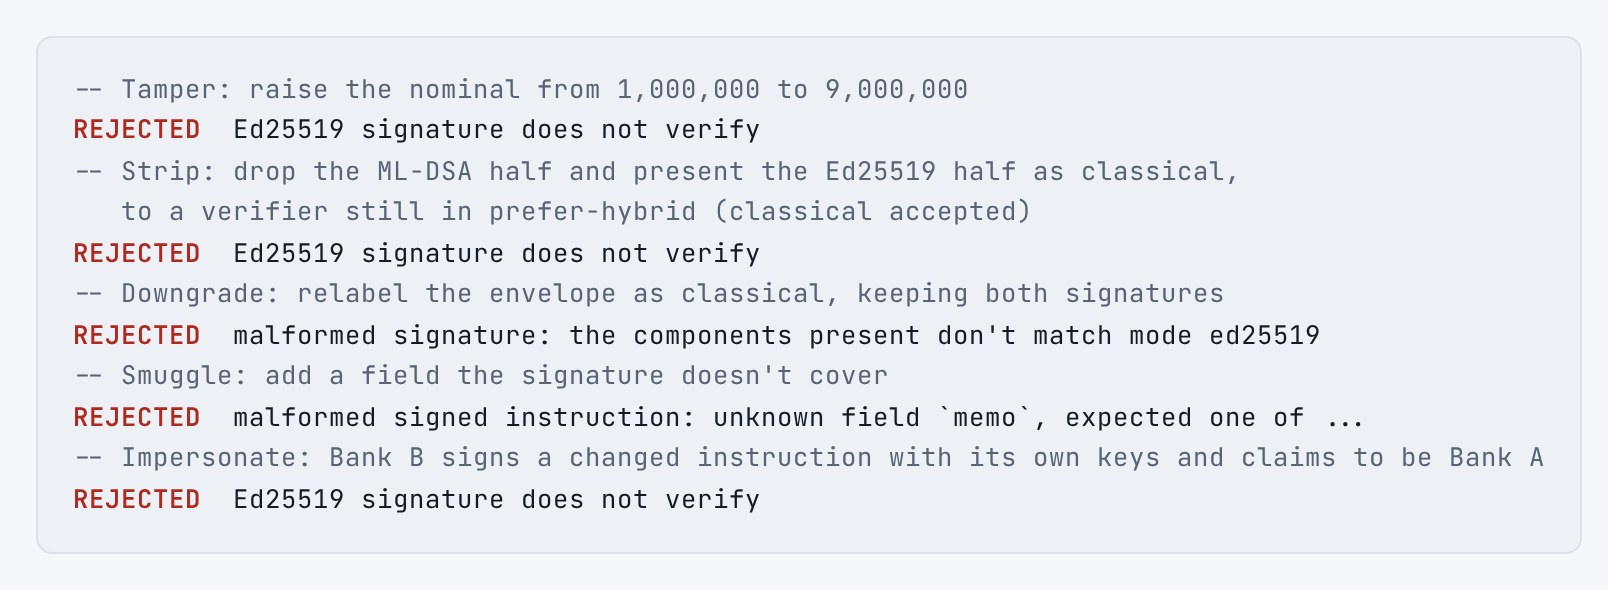 -- Tamper: raise the nominal from 1,000,000 to 9,000,000
REJECTED  Ed25519 signature does not verify
-- Strip: drop the ML-DSA half and present the Ed25519 half as classical,
   to a verifier still in prefer-hybrid (classical accepted)
REJECTED  Ed25519 signature does not verify
-- Downgrade: relabel the envelope as classical, keeping both signatures
REJECTED  malformed signature: the components present don't match mode ed25519
-- Smuggle: add a field the signature doesn't cover
REJECTED  malformed signed instruction: unknown field `memo`, expected one of ...
-- Impersonate: Bank B signs a changed instruction with its own keys and claims to be Bank A
REJECTED  Ed25519 signature does not verify